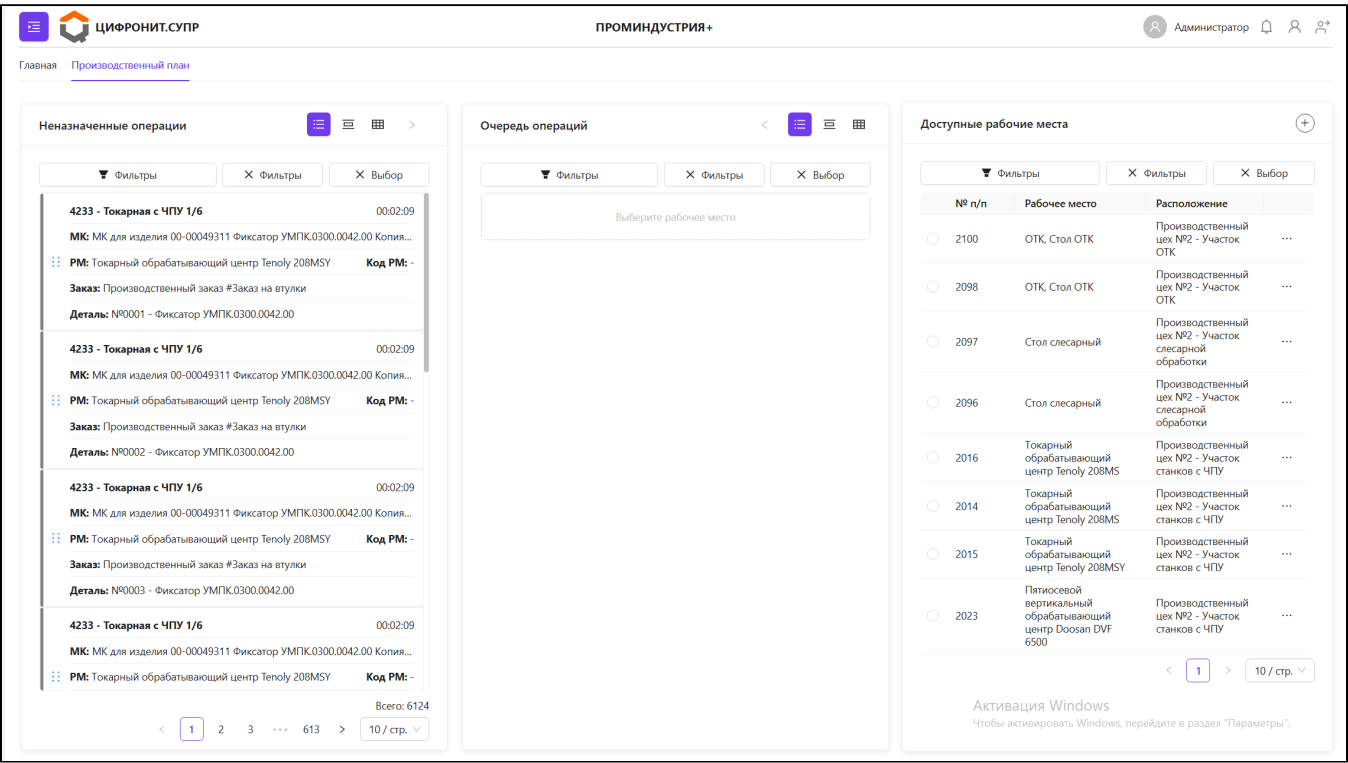 ЦИФРОНИТ.СУПР
ПРОМИНДУСТРИЯ+
Администратор
Главная Производственный план
Неназначенные операции
Фильтры Фильтры Выбор
4233 - Токарная с ЧПУ 1/6 00:02:09
МК: МК для изделия 00-00049311 Фиксатор УМПК.0300.0042.00 Копия...
РМ: Токарный обрабатывающий центр Tenoly 208MSY Код РМ: -
Заказ: Производственный заказ #Заказ на втулки
Деталь: №0001 - Фиксатор УМПК.0300.0042.00
4233 - Токарная с ЧПУ 1/6 00:02:09
МК: МК для изделия 00-00049311 Фиксатор УМПК.0300.0042.00 Копия...
РМ: Токарный обрабатывающий центр Tenoly 208MSY Код РМ: -
Заказ: Производственный заказ #Заказ на втулки
Деталь: №0002 - Фиксатор УМПК.0300.0042.00
4233 - Токарная с ЧПУ 1/6 00:02:09
МК: МК для изделия 00-00049311 Фиксатор УМПК.0300.0042.00 Копия...
РМ: Токарный обрабатывающий центр Tenoly 208MSY Код РМ: -
Заказ: Производственный заказ #Заказ на втулки
Деталь: №0003 - Фиксатор УМПК.0300.0042.00
4233 - Токарная с ЧПУ 1/6 00:02:09
МК: МК для изделия 00-00049311 Фиксатор УМПК.0300.0042.00 Копия...
РМ: Токарный обрабатывающий центр Tenoly 208MSY Код РМ: -
Всего: 6124
< 1 2 3 ••• 613 > 10 / стр.
Очередь операций
Фильтры Фильтры Выбор
Выберите рабочее место
Доступные рабочие места
Фильтры Фильтры Выбор
№ п/п Рабочее место Расположение
Производственный
2100 ОТК, Стол ОТК цех №2 - Участок ...
ОТК
Производственный
2098 ОТК, Стол ОТК цех №2 - Участок ...
ОТК
Производственный
цех №2 - Участок
2097 Стол слесарный слесарной ...
обработки
Производственный
цех №2 - Участок
2096 Стол слесарный слесарной ...
обработки
Токарный Производственный
2016 обрабатывающий цех №2 - Участок ...
центр Tenoly 208MS станков с ЧПУ
Токарный Производственный
2014 обрабатывающий цех №2 - Участок ...
центр Tenoly 208MS станков с ЧПУ
Токарный Производственный
2015 обрабатывающий цех №2 - Участок ...
центр Tenoly 208MSY станков с ЧПУ
Пятиосевой
вертикальный Производственный
2023 обрабатывающий цех №2 - Участок ...
центр Doosan DVF станков с ЧПУ
6500
< 1 > 10 / стр.
Активация Windows
Чтобы активировать Windows, перейдите в раздел "Параметры".